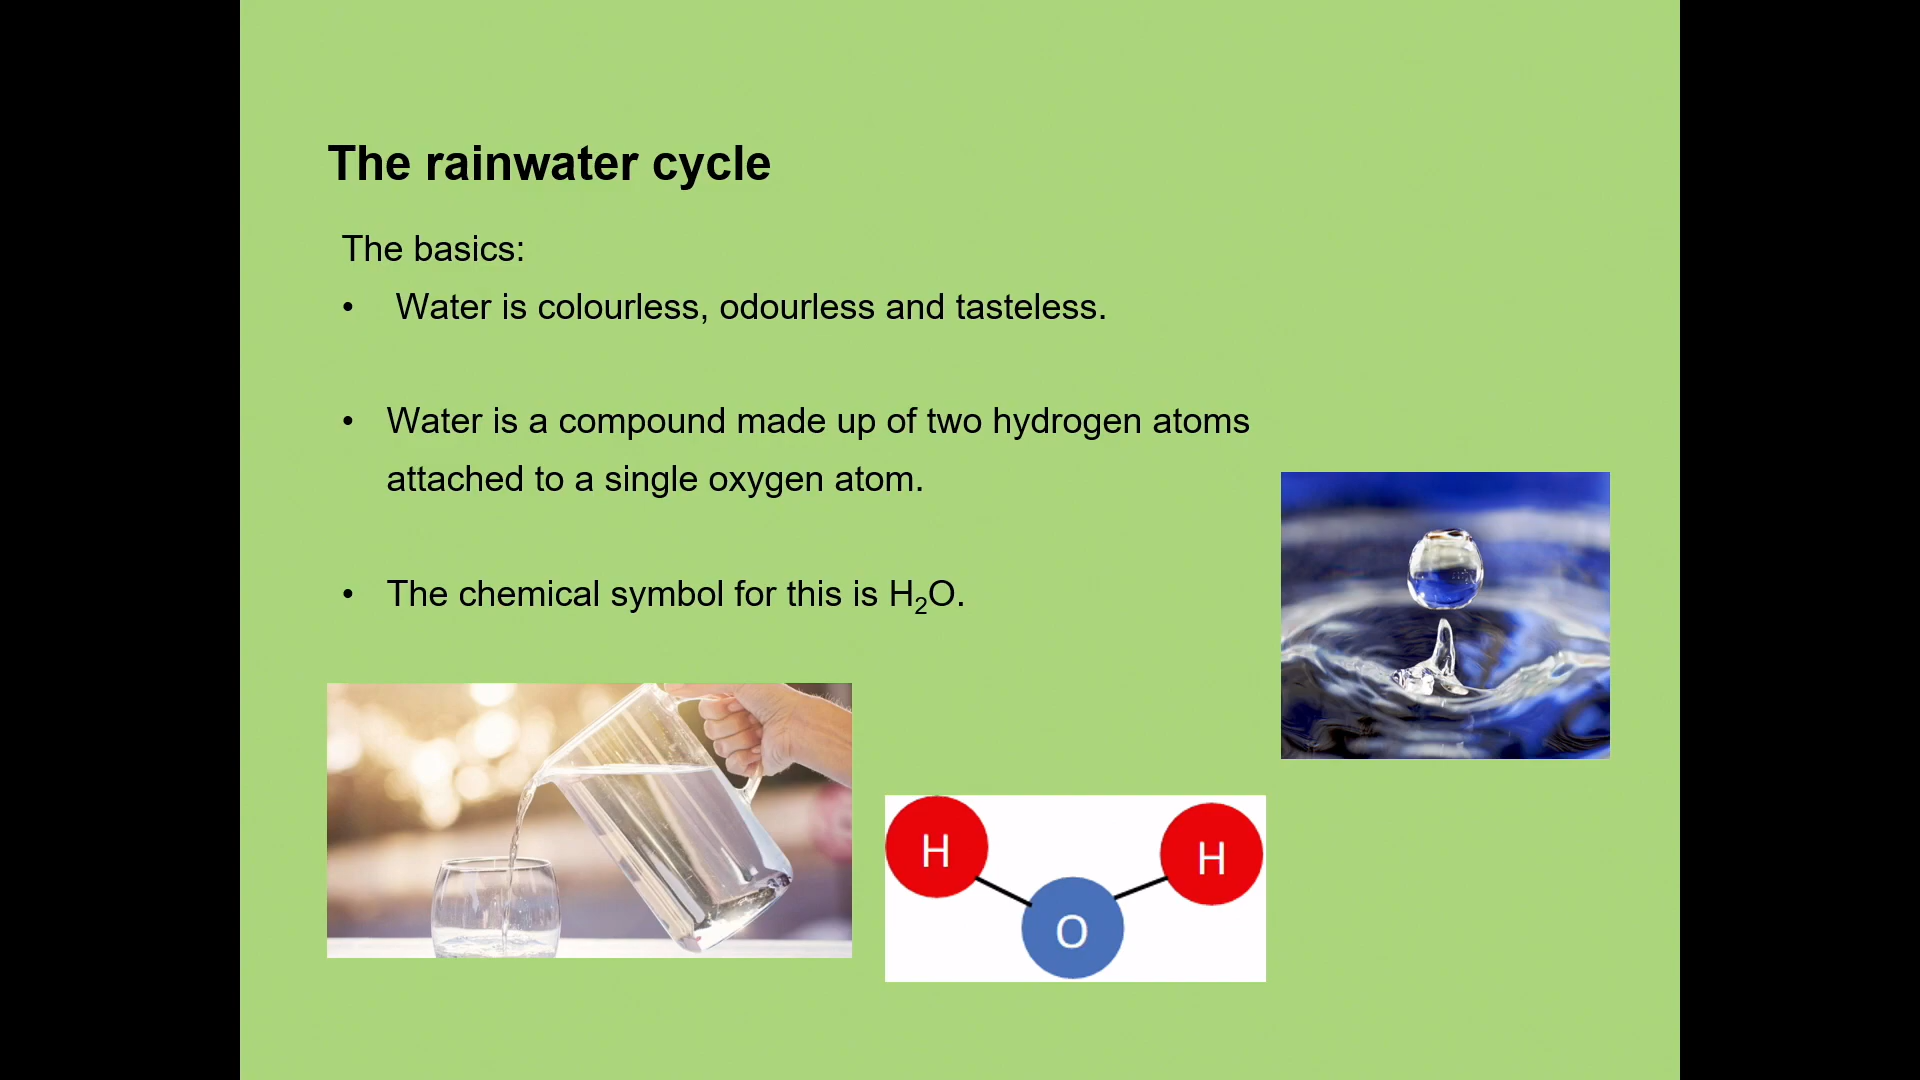 The rainwater cycle
The basics:
• Water is colourless, odourless and tasteless.
• Water is a compound made up of two hydrogen atoms
attached to a single oxygen atom.
• The chemical symbol for this is H₂O.
H
H
O